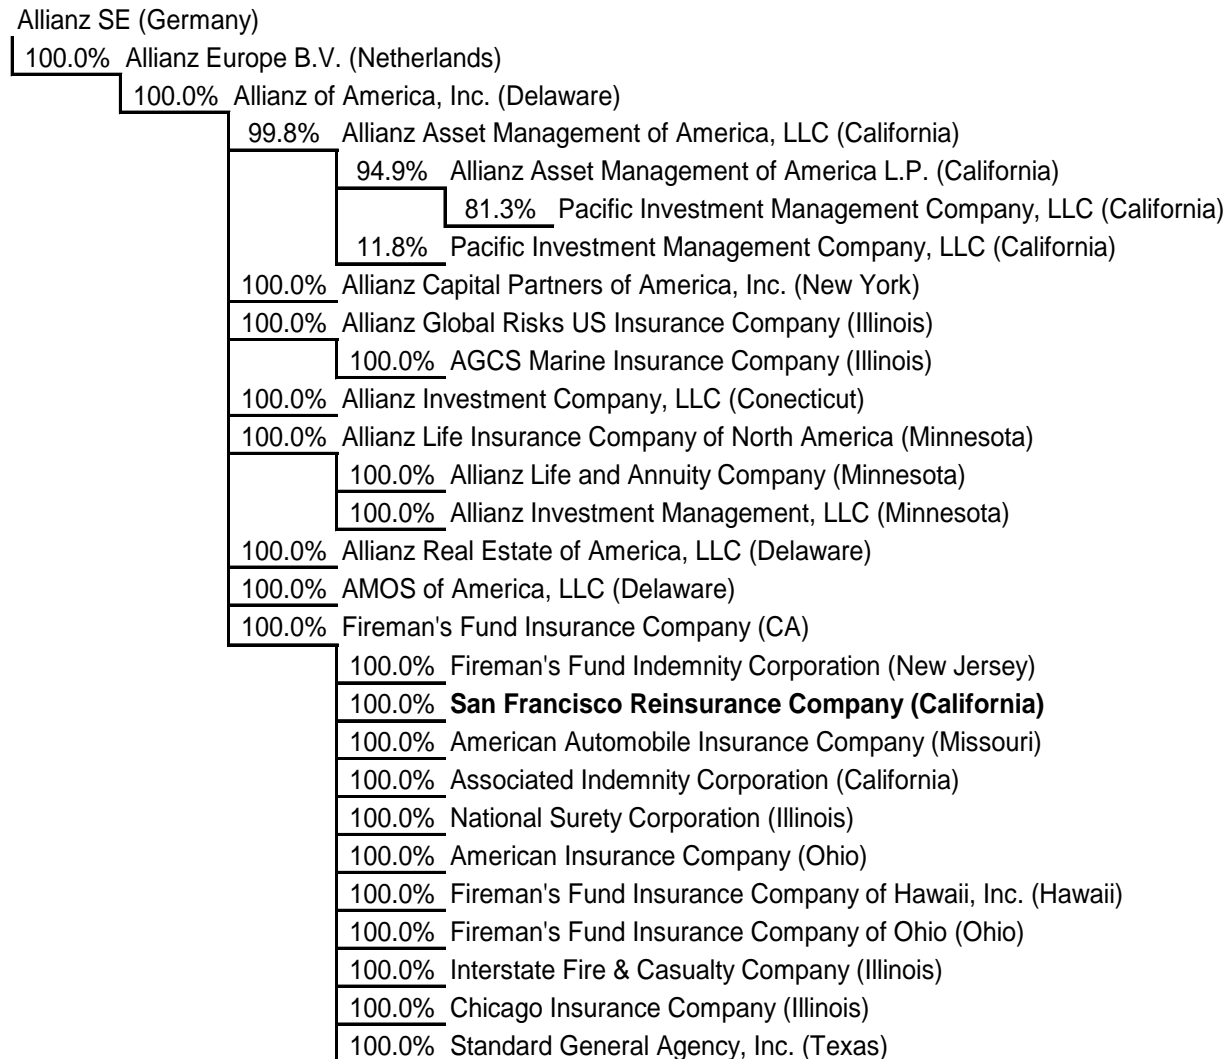 Allianz SE (Germany)
100.0% Allianz Europe B.V. (Netherlands)
100.0% Allianz of America, Inc. (Delaware)
99.8% Allianz Asset Management of America, LLC (California)
94.9% Allianz Asset Management of America L.P. (California)
81.3% Pacific Investment Management Company, LLC (California)
11.8% Pacific Investment Management Company, LLC (California)
100.0% Allianz Capital Partners of America, Inc. (New York)
100.0% Allianz Global Risks US Insurance Company (Illinois)
100.0% AGCS Marine Insurance Company (Illinois)
100.0% Allianz Investment Company, LLC (Conecticut)
100.0% Allianz Life Insurance Company of North America (Minnesota)
100.0% Allianz Life and Annuity Company (Minnesota)
100.0% Allianz Investment Management, LLC (Minnesota)
100.0% Allianz Real Estate of America, LLC (Delaware)
100.0% AMOS of America, LLC (Delaware)
100.0% Fireman's Fund Insurance Company (CA)
100.0% Fireman's Fund Indemnity Corporation (New Jersey)
100.0% San Francisco Reinsurance Company (California)
100.0% American Automobile Insurance Company (Missouri)
100.0% Associated Indemnity Corporation (California)
100.0% National Surety Corporation (Illinois)
100.0% American Insurance Company (Ohio)
100.0% Fireman's Fund Insurance Company of Hawaii, Inc. (Hawaii)
100.0% Fireman's Fund Insurance Company of Ohio (Ohio)
100.0% Interstate Fire & Casualty Company (Illinois)
100.0% Chicago Insurance Company (Illinois)
100.0% Standard General Agency, Inc. (Texas)